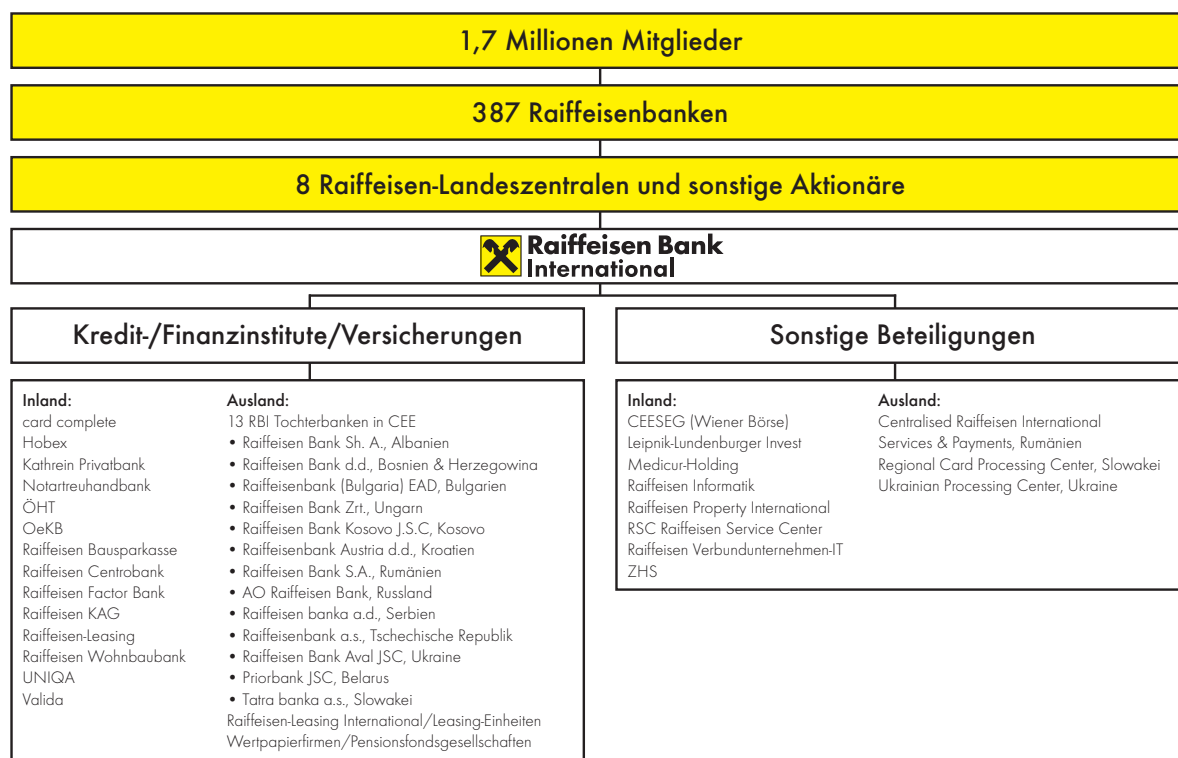 1,7 Millionen Mitglieder
387 Raiffeisenbanken
8 Raiffeisen-Landeszentralen und sonstige Aktionäre
Raiffeisen Bank
International
Kredit-/Finanzinstitute/Versicherungen
Inland:
card complete
Hobex
Kathrein Privatbank
Notartreuhandbank
ÖHT
OeKB
Raiffeisen Bausparkasse
Raiffeisen Centrobank
Raiffeisen Factor Bank
Raiffeisen KAG
Raiffeisen-Leasing
Raiffeisen Wohnbaubank
UNIQA
Valida
Ausland:
13 RBI Tochterbanken in CEE
• Raiffeisen Bank Sh. A., Albanien
• Raiffeisen Bank d.d., Bosnien & Herzegowina
• Raiffeisenbank (Bulgaria) EAD, Bulgarien
• Raiffeisen Bank Zrt., Ungarn
• Raiffeisen Bank Kosovo J.S.C, Kosovo
• Raiffeisenbank Austria d.d., Kroatien
• Raiffeisen Bank S.A., Rumänien
• AO Raiffeisen Bank, Russland
• Raiffeisen banka a.d., Serbien
• Raiffeisenbank a.s., Tschechische Republik
• Raiffeisen Bank Aval JSC, Ukraine
• Priorbank JSC, Belarus
• Tatra banka a.s., Slowakei
Raiffeisen-Leasing International/Leasing-Einheiten
Wertpapierfirmen/Pensionsfondsgesellschaften
Sonstige Beteiligungen
Inland:
CEESEG (Wiener Börse)
Leipnik-Lundenburger Invest
Medicur-Holding
Raiffeisen Informatik
Raiffeisen Property International
RSC Raiffeisen Service Center
Raiffeisen Verbundunternehmen-IT
ZHS
Ausland:
Centralised Raiffeisen International
Services & Payments, Rumänien
Regional Card Processing Center, Slowakei
Ukrainian Processing Center, Ukraine